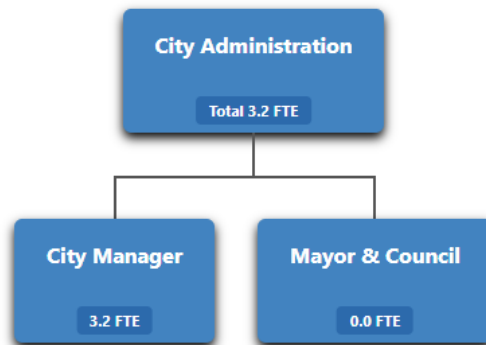 City Administration
Total 3.2 FTE
City Manager
Mayor & Council
3.2 FTE
0.0 FTE